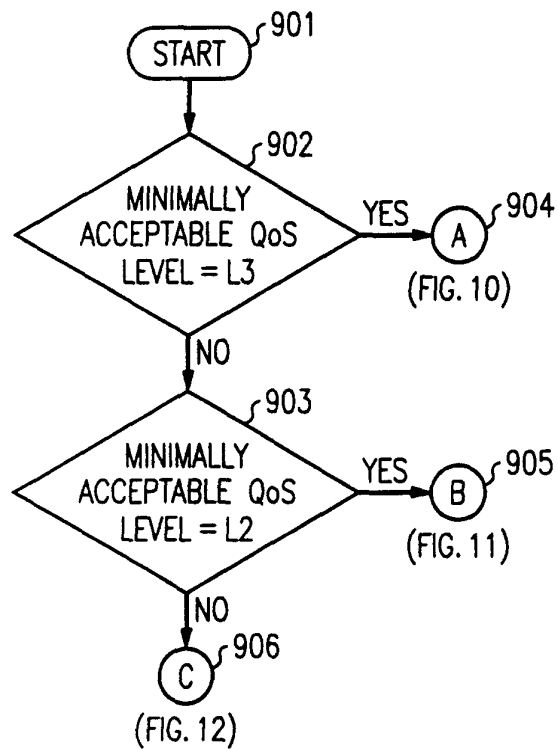 901
START
902
MINIMALLY
ACCEPTABLE QoS
LEVEL = L3
YES
904
A
(FIG. 10)
NO
903
MINIMALLY
ACCEPTABLE QoS
LEVEL = L2
YES
905
B
(FIG. 11)
NO
906
C
(FIG. 12)